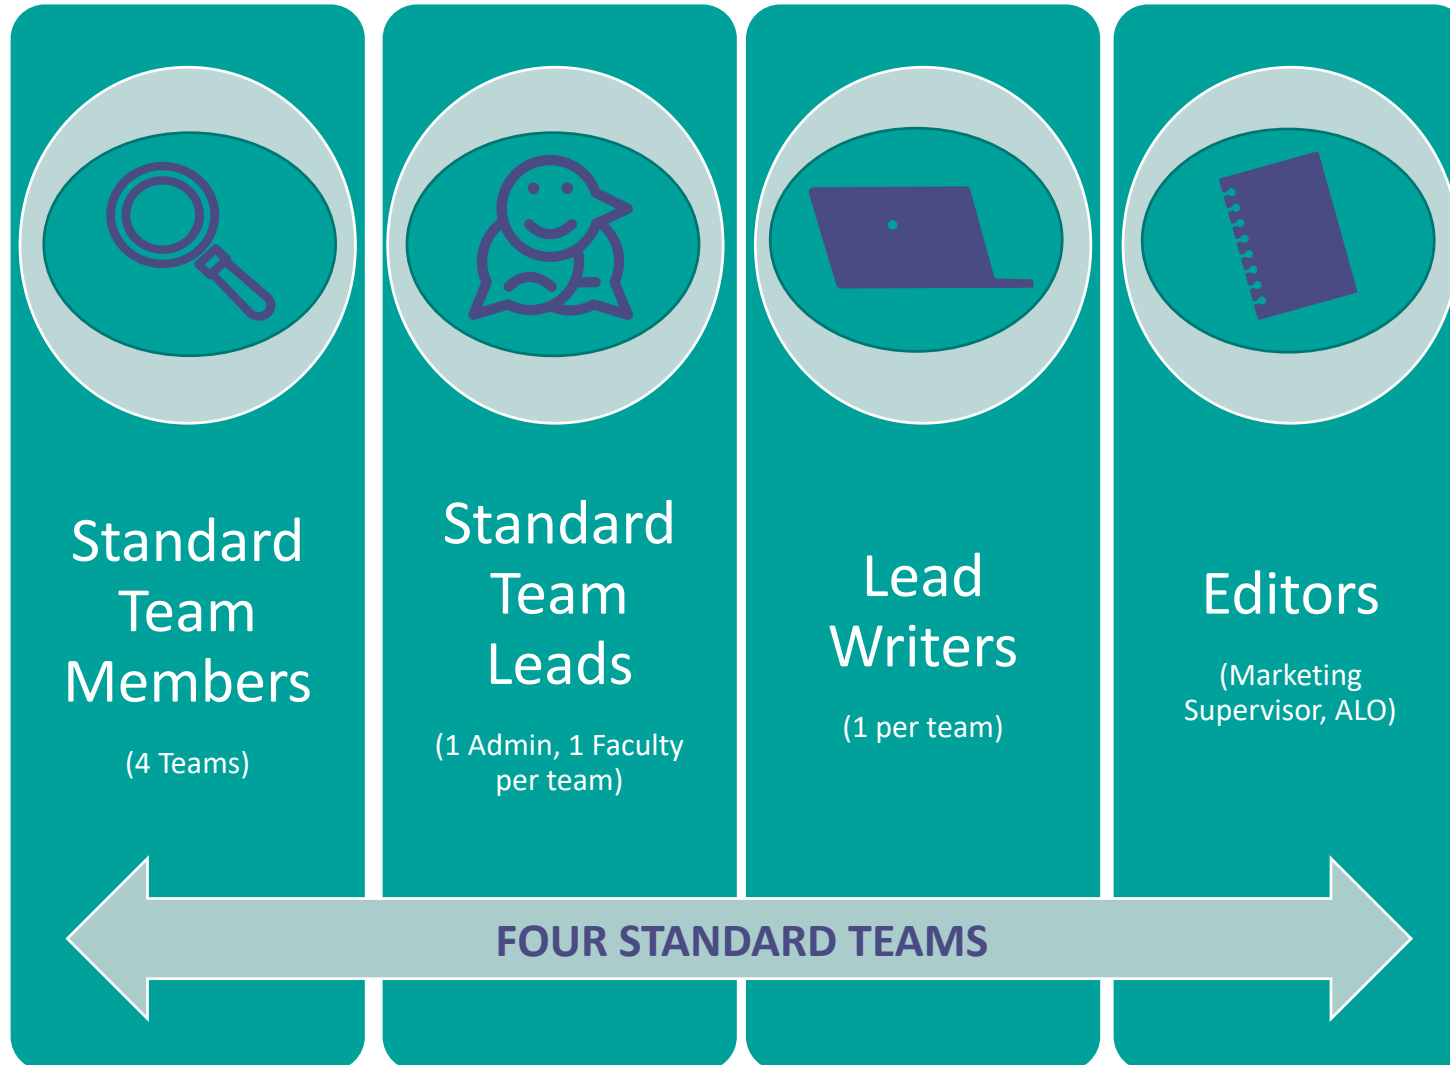 Standard
Team
Members
(4 Teams)
Standard
Team
Leads
(1 Admin, 1 Faculty
per team)
Lead
Writers
(1 per team)
Editors
(Marketing
Supervisor, ALO)
FOUR STANDARD TEAMS